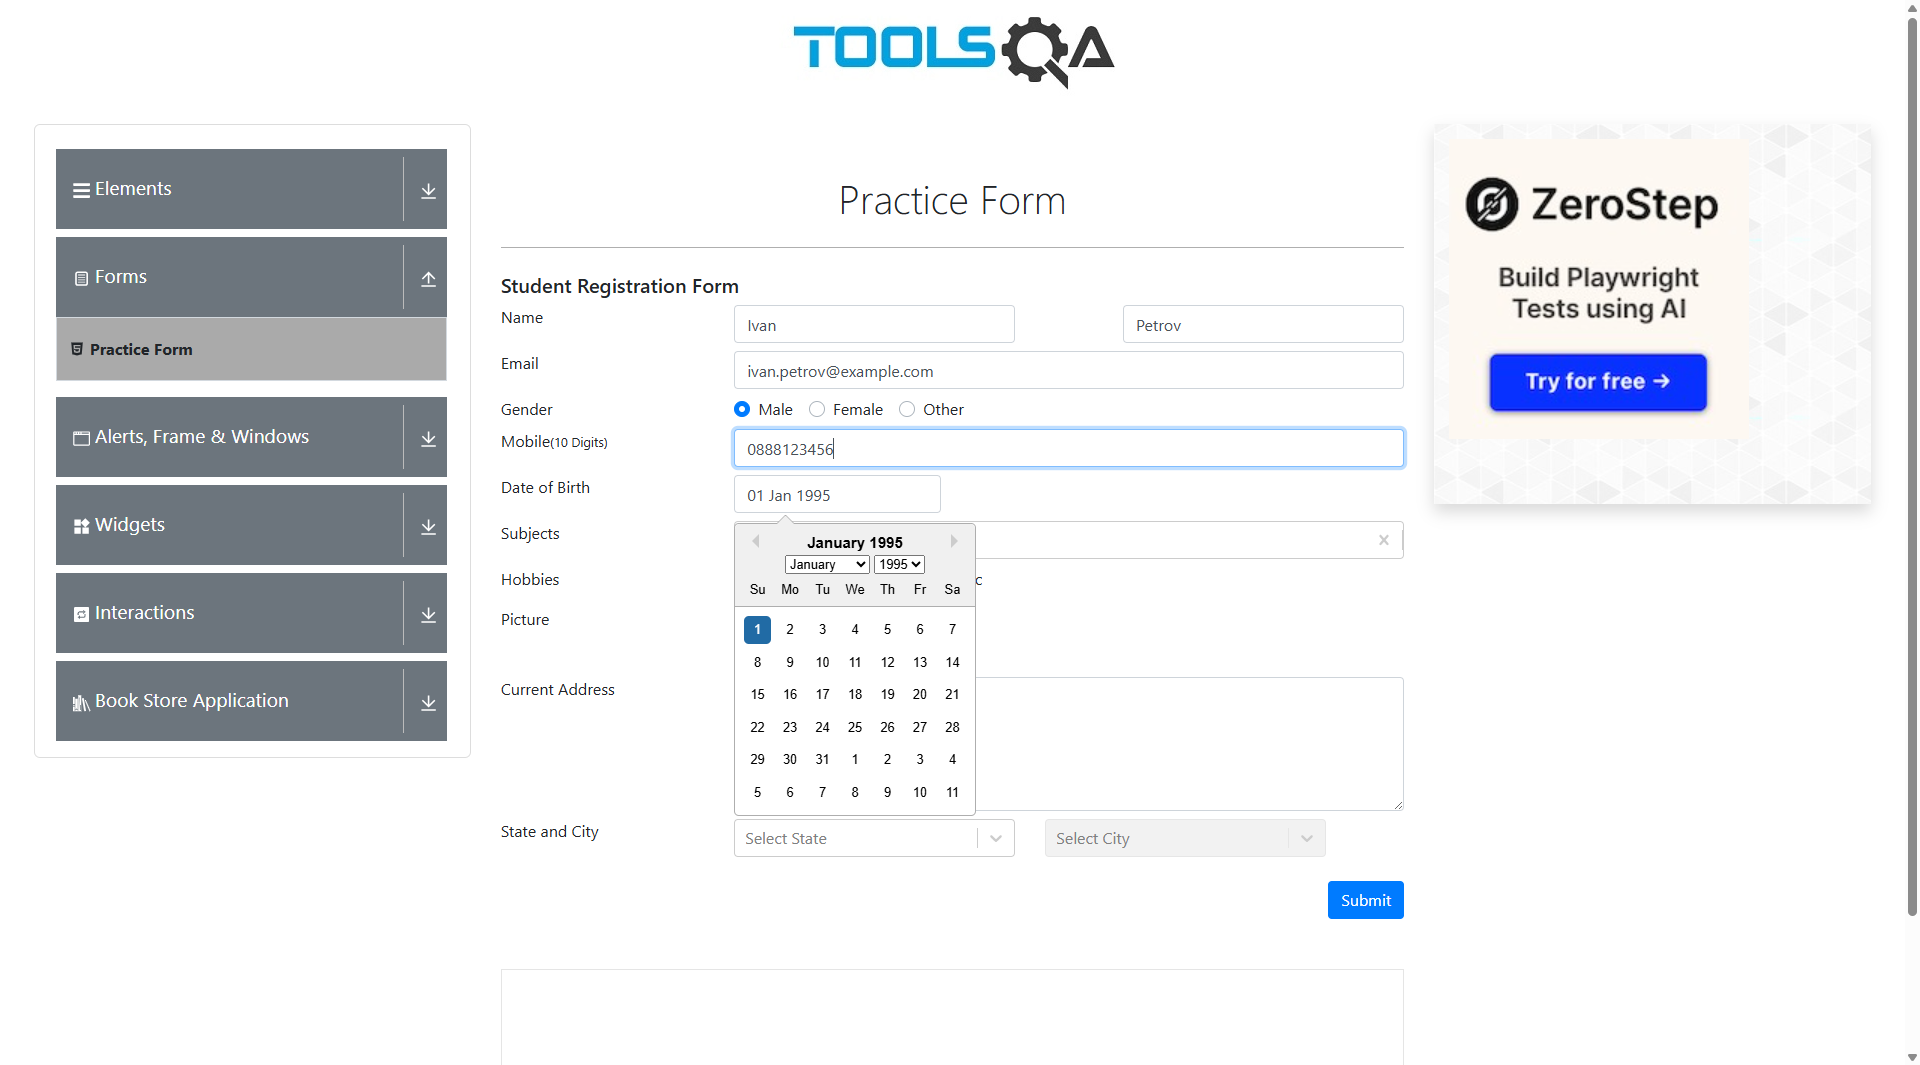 TOOLSQA
Elements
Forms
Practice Form
Alerts, Frame & Windows
Widgets
Interactions
Book Store Application
Practice Form
Student Registration Form
Name
Ivan
Petrov
Email
ivan.petrov@example.com
Gender
Male
Female
Other
Mobile(10 Digits)
0888123456
Date of Birth
01 Jan 1995
January 1995
January 1995
Su Mo Tu We Th Fr Sa
1 2 3 4 5 6 7
8 9 10 11 12 13 14
15 16 17 18 19 20 21
22 23 24 25 26 27 28
29 30 31 1 2 3 4
5 6 7 8 9 10 11
Subjects
Hobbies
c
Picture
Current Address
State and City
Select State
Select City
Submit
ZeroStep
Build Playwright
Tests using AI
Try for free →